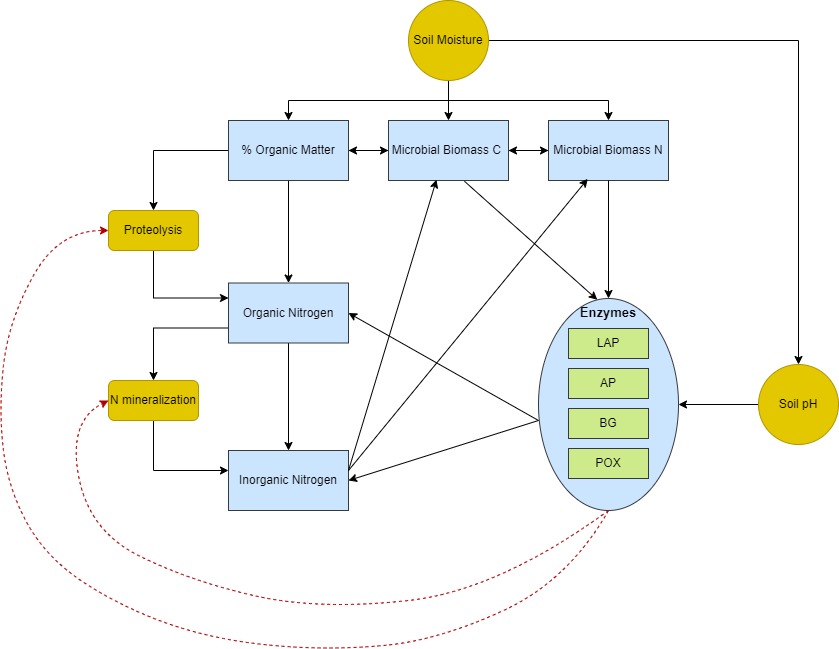 Soil Moisture
% Organic Matter
Microbial Biomass C
Microbial Biomass N
Proteolysis
Organic Nitrogen
Enzymes
LAP
AP
BG
POX
N mineralization
Soil pH
Inorganic Nitrogen